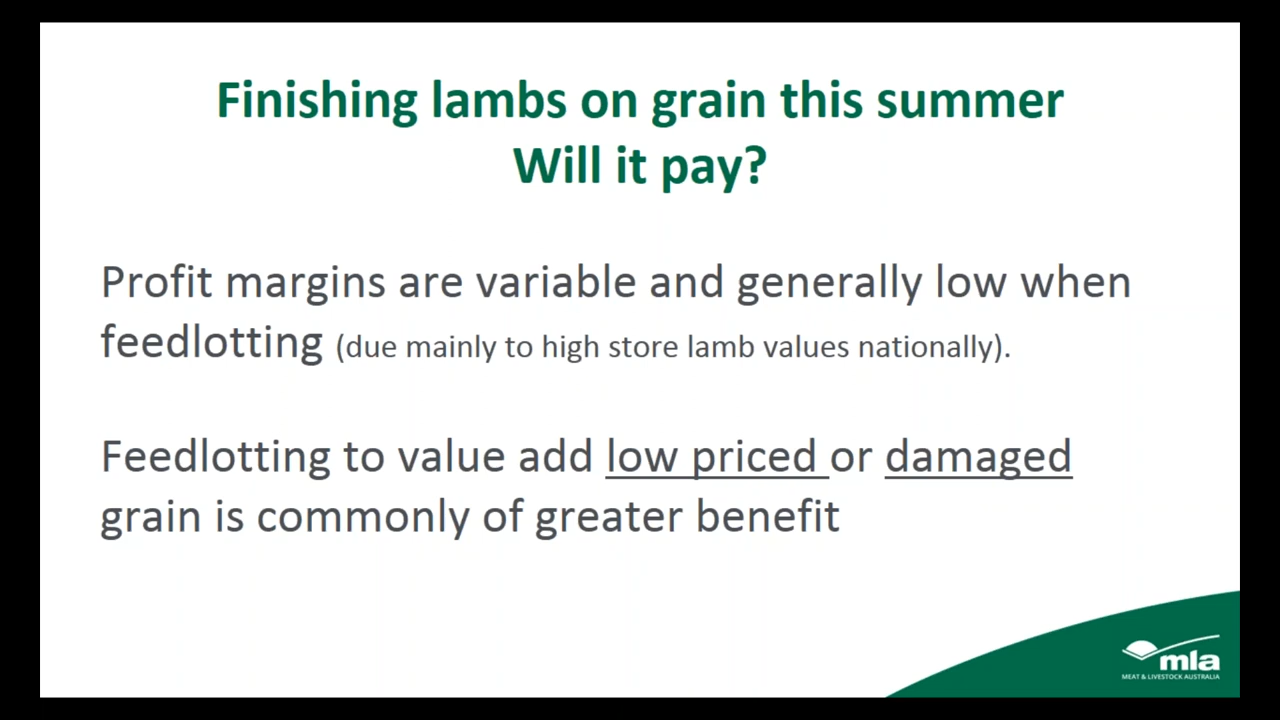 Finishing lambs on grain this summer
Will it pay?
Profit margins are variable and generally low when
feedlotting (due mainly to high store lamb values nationally).
Feedlotting to value add low priced or damaged
grain is commonly of greater benefit
mla
MEAT & LIVESTOCK AUSTRALIA